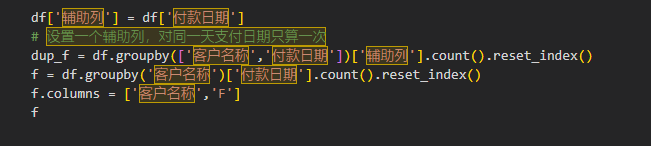 df['辅助列'] = df['付款日期']
# 设置一个辅助列，对同一天支付日期只算一次
dup_f = df.groupby(['客户名称','付款日期'])['辅助列'].count().reset_index()
f = df.groupby('客户名称')['付款日期'].count().reset_index()
f.columns = ['客户名称','F']
f